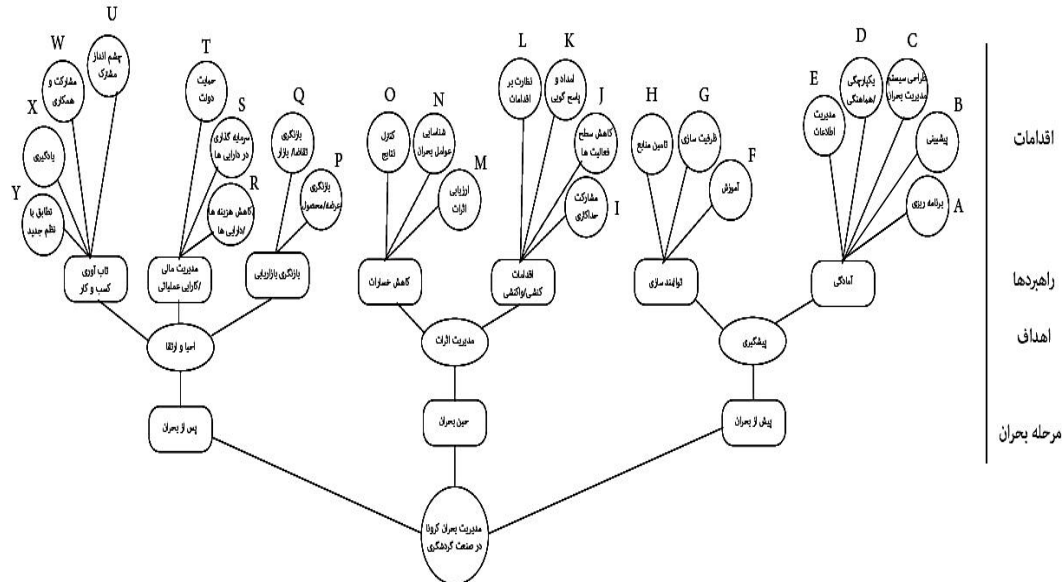 U
چشم انداز
مشترک
W
مشارکت و
همکاری
X
یادگیری
Y
تطابق با
نظم جدید
T
حمایت
دولت
S
سرمایه گذاری
در دارایی ها
R
کاهش هزینه ها
/دارایی ها
Q
بازنگری
تقاضا/ بازار
P
بازنگری
عرضه/محصول
O
کنترل
نتایج
N
شناسایی
عوامل بحران
M
ارزیابی
اثرات
L
نظارت بر
اقدامات
K
امداد و
پاسخ گویی
J
کاهش سطح
فعالیت ها
I
مشارکت
حداکثری
H
تامین منابع
G
ظرفیت سازی
F
آموزش
E
مدیریت
اطلاعات
D
یکپارچگی
/هماهنگی
C
طراحی سیستم
مدیریت بحران
B
پیشبینی
A
برنامه ریزی
اقدامات
تاب آوری
کسب و کار
مدیریت مالی
/کارایی عملیاتی
بازنگری بازاریابی
کاهش خسارات
اقدامات
کنشی/واکنشی
توانمند سازی
آمادگی
راهبردها
احیا و ارتقا
مدیریت اثرات
پیشگیری
اهداف
پس از بحران
حین بحران
پیش از بحران
مرحله بحران
مدیریت بحران کرونا
در صنعت گردشگری